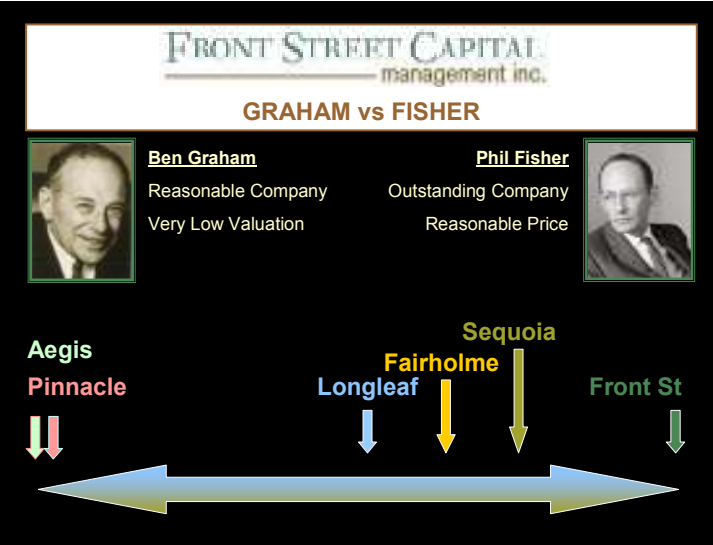 FRONT STREET CAPITAL
management inc.
GRAHAM vs FISHER
Ben Graham
Reasonable Company
Very Low Valuation
Phil Fisher
Outstanding Company
Reasonable Price
Sequoia
Aegis
Fairholme
Pinnacle
Longleaf
Front St